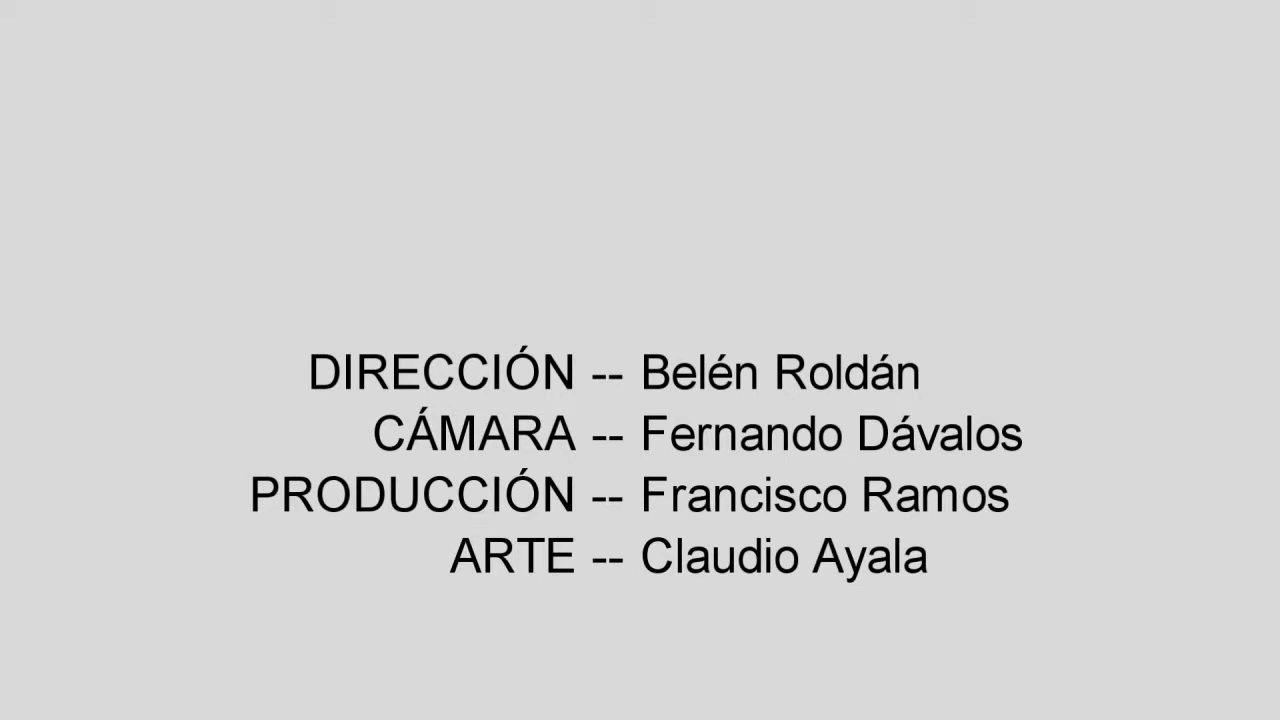 DIRECCIÓN -- Belén Roldán
CÁMARA -- Fernando Dávalos
PRODUCCIÓN -- Francisco Ramos
ARTE -- Claudio Ayala